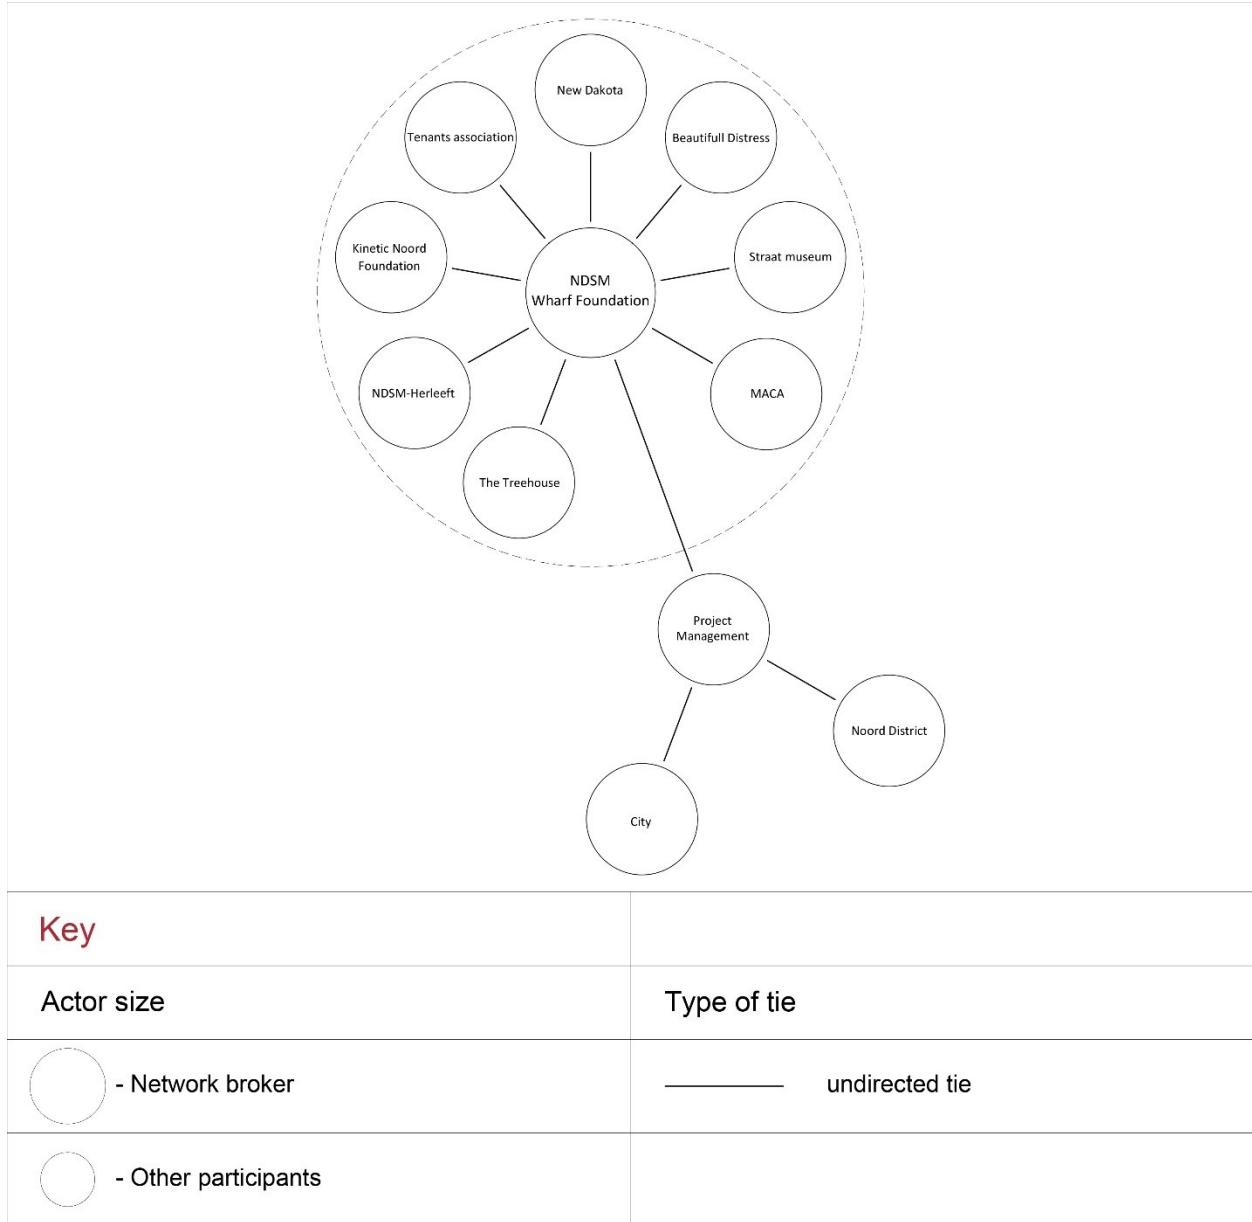 New Dakota
Tenants association
Beautifull Distress
Kinetic Noord
Foundation
Straat museum
NDSM
Wharf Foundation
NDSM-Herleeft
MACA
The Treehouse
Project
Management
Noord District
City
Key
Actor size
Type of tie
- Network broker
undirected tie
- Other participants